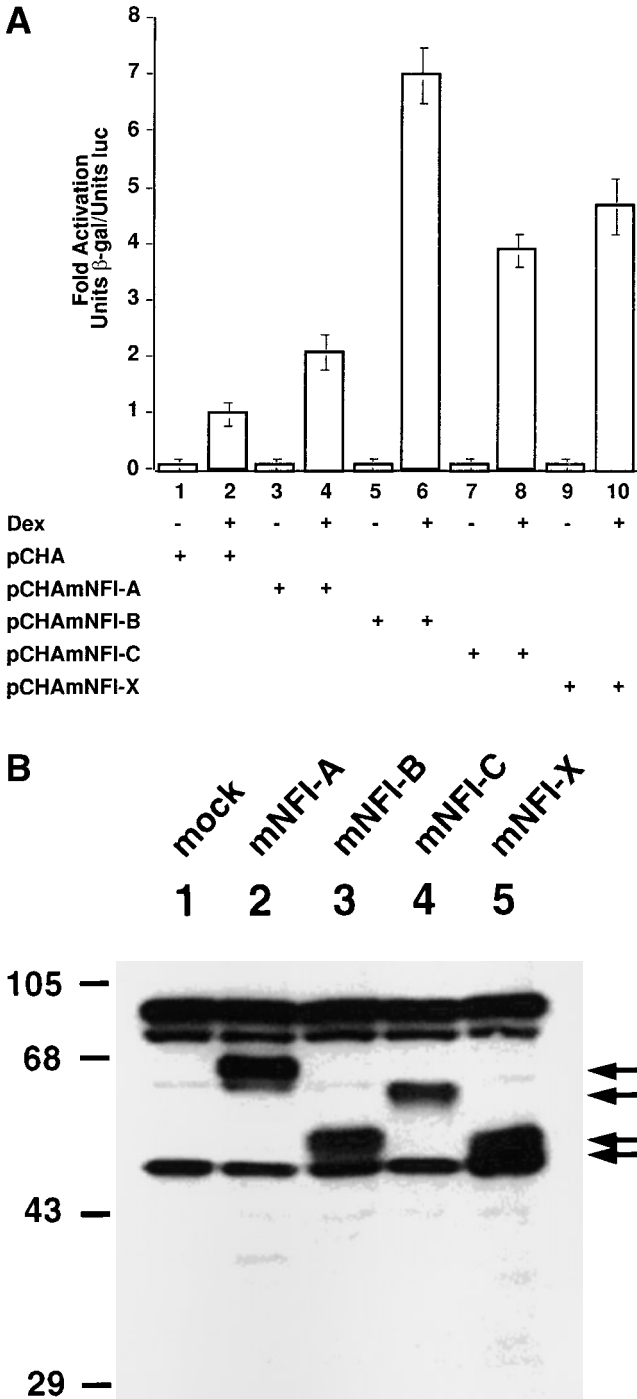 A
Fold Activation
Units β-gal/Units luc
8
7
6
5
4
3
2
1
0
1 2 3 4 5 6 7 8 9 10
Dex - + - + - + - + - +
pCHA + +
pCHAmNFI-A + +
pCHAmNFI-B + +
pCHAmNFI-C + +
pCHAmNFI-X + +
B
mock mNFI-A mNFI-B mNFI-C mNFI-X
1 2 3 4 5
105
68
43
29